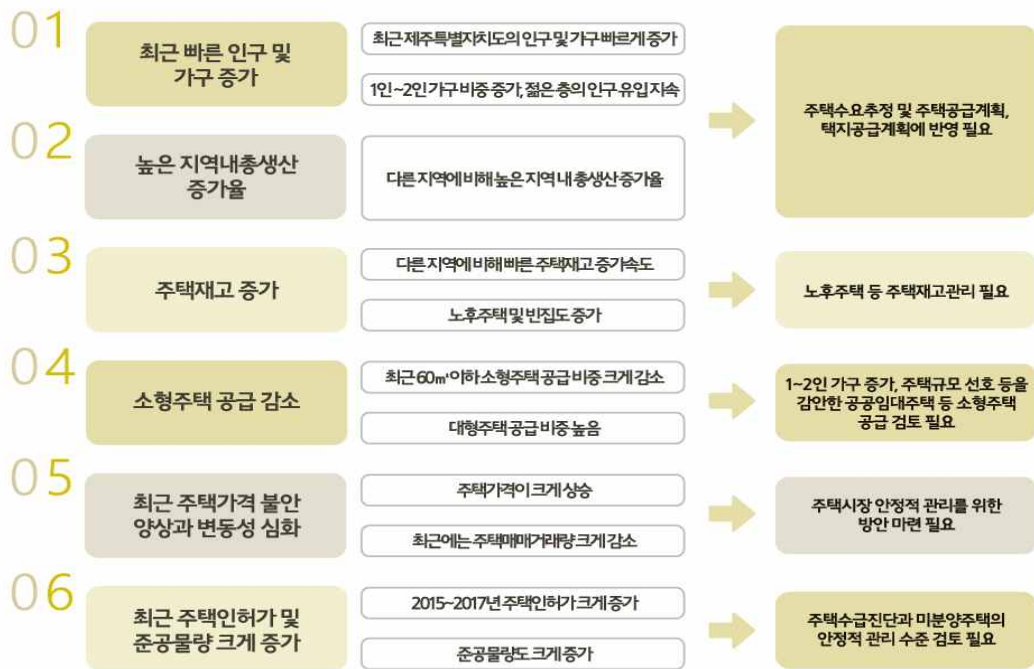 01
최근 빠른 인구 및
가구 증가
최근 제주특별자치도의 인구 및 가구 빠르게 증가
1인~2인 가구 비중 증가, 젊은 층의 인구 유입 지속
주택수요추정 및 주택공급계획,
택지공급계획에 반영 필요
02
높은 지역내총생산
증가율
다른 지역에 비해 높은 지역 내 총생산 증가율
03
주택재고 증가
다른 지역에 비해 빠른 주택재고 증가속도
노후주택 및 빈집도 증가
노후주택 등 주택재고관리 필요
04
소형주택 공급 감소
최근 60㎡ 이하 소형주택 공급 비중 크게 감소
대형주택 공급 비중 높음
1~2인 가구 증가, 주택규모 선호 등을
감안한 공공임대주택 등 소형주택
공급 검토 필요
05
최근 주택가격 불안
양상과 변동성 심화
주택가격이 크게 상승
최근에는 주택매매거래량 크게 감소
주택시장 안정적 관리를 위한
방안 마련 필요
06
최근 주택인허가 및
준공물량 크게 증가
2015~2017년 주택인허가 크게 증가
준공물량도 크게 증가
주택수급진단과 미분양주택의
안정적 관리 수준 검토 필요